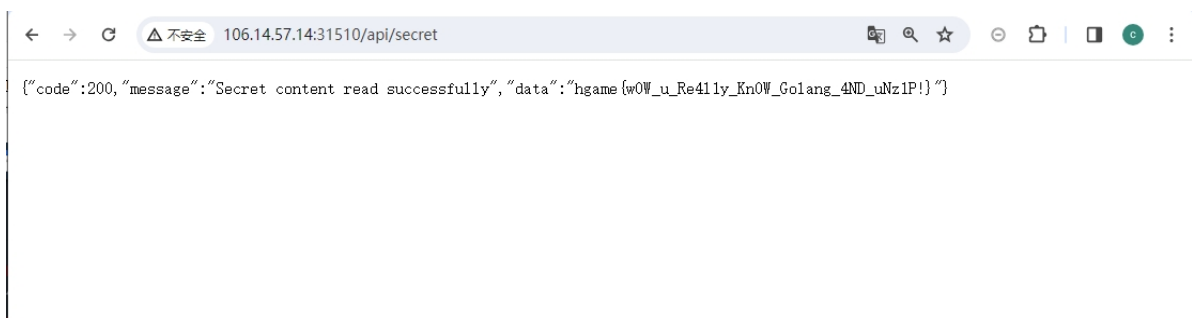 不安全 106.14.57.14:31510/api/secret
{"code":200,"message":"Secret content read successfully","data":"hgame{w0W_u_Re4l1y_Kn0W_Golang_4ND_uNz1P!}"}